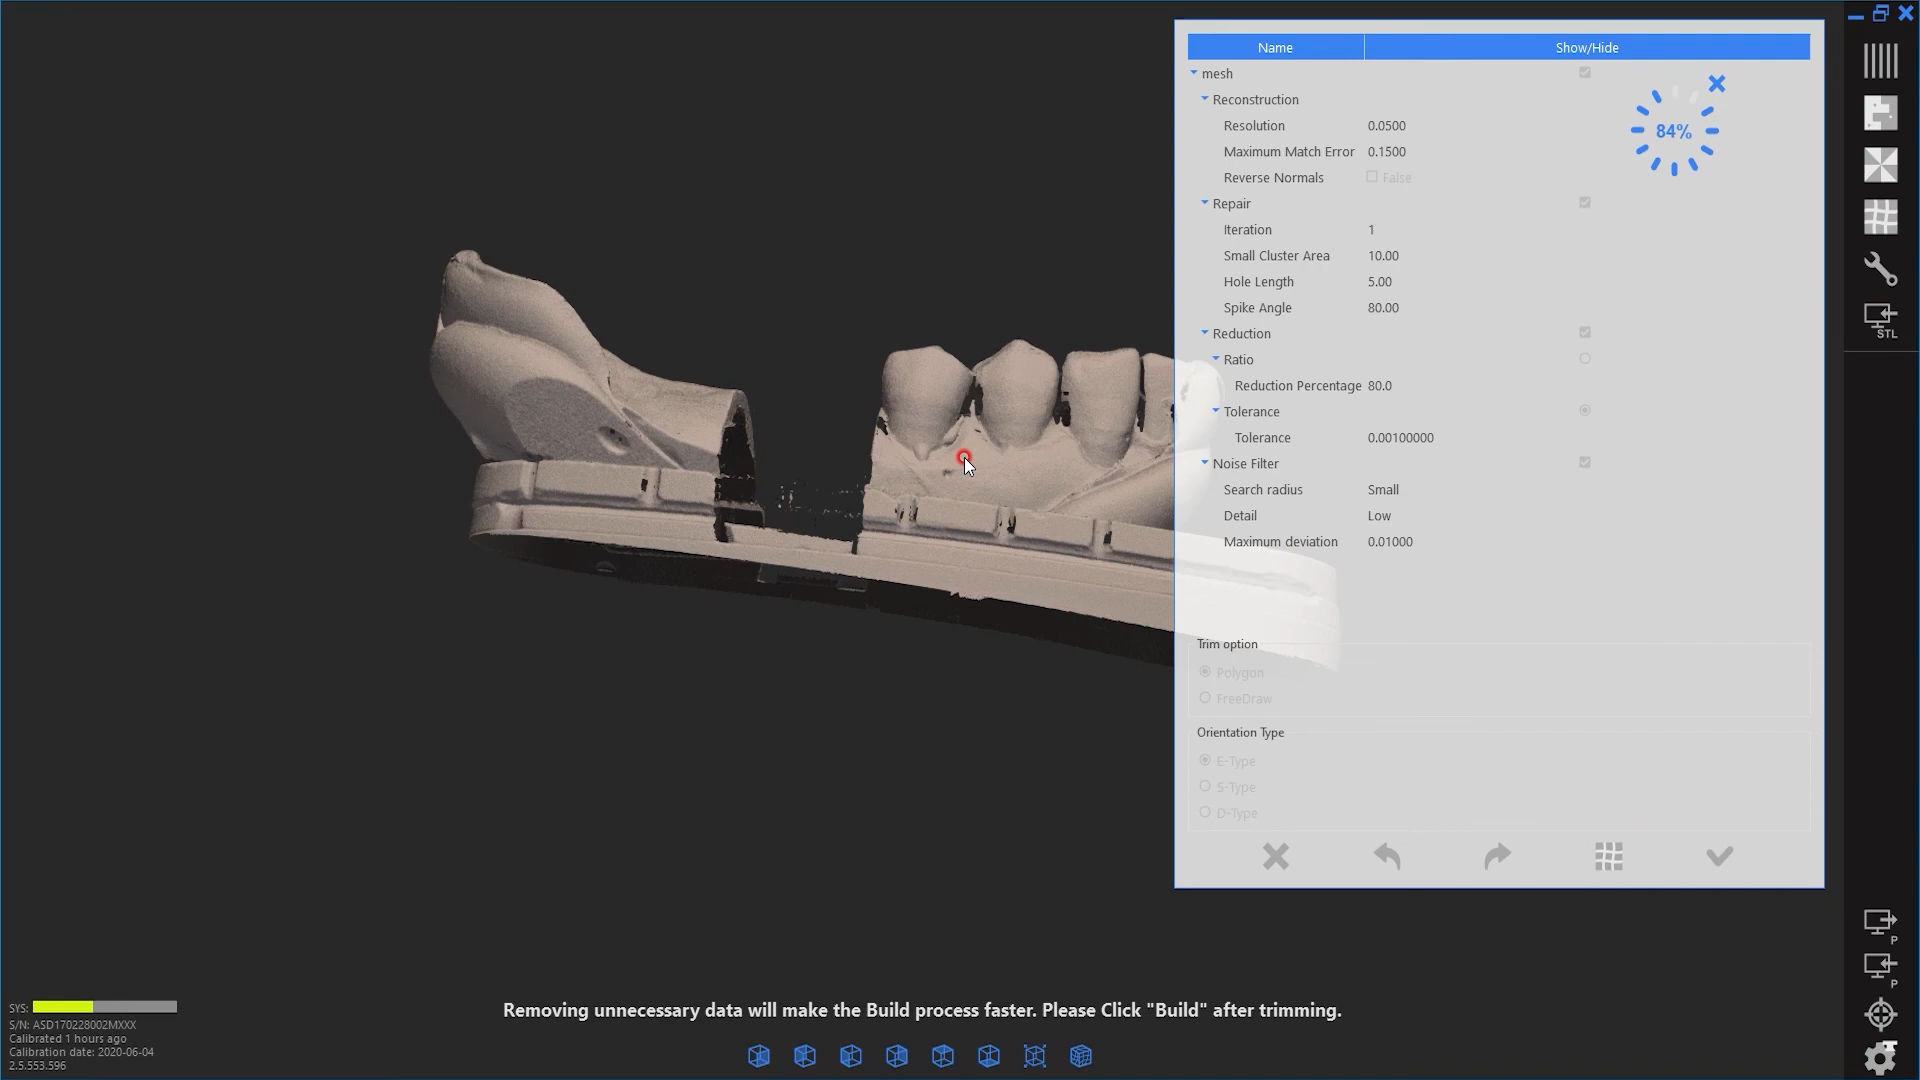 Name Show/Hide
mesh
84%
Reconstruction
Resolution 0.0500
Maximum Match Error 0.1500
Reverse Normals False
Repair
Iteration 1
Small Cluster Area 10.00
Hole Length 5.00
Spike Angle 80.00
Reduction
Ratio
Reduction Percentage 80.0
Tolerance
Tolerance 0.00100000
Noise Filter
Search radius Small
Detail Low
Maximum deviation 0.01000
Trim option
Polygon
FreeDraw
Orientation Type
E-Type
S-Type
D-Type
STL
P
P
SYS:
S/N: ASD170228002MXXX
Calibrated 1 hours ago
Calibration date: 2020-06-04
2.5.553.596
Removing unnecessary data will make the Build process faster. Please Click "Build" after trimming.